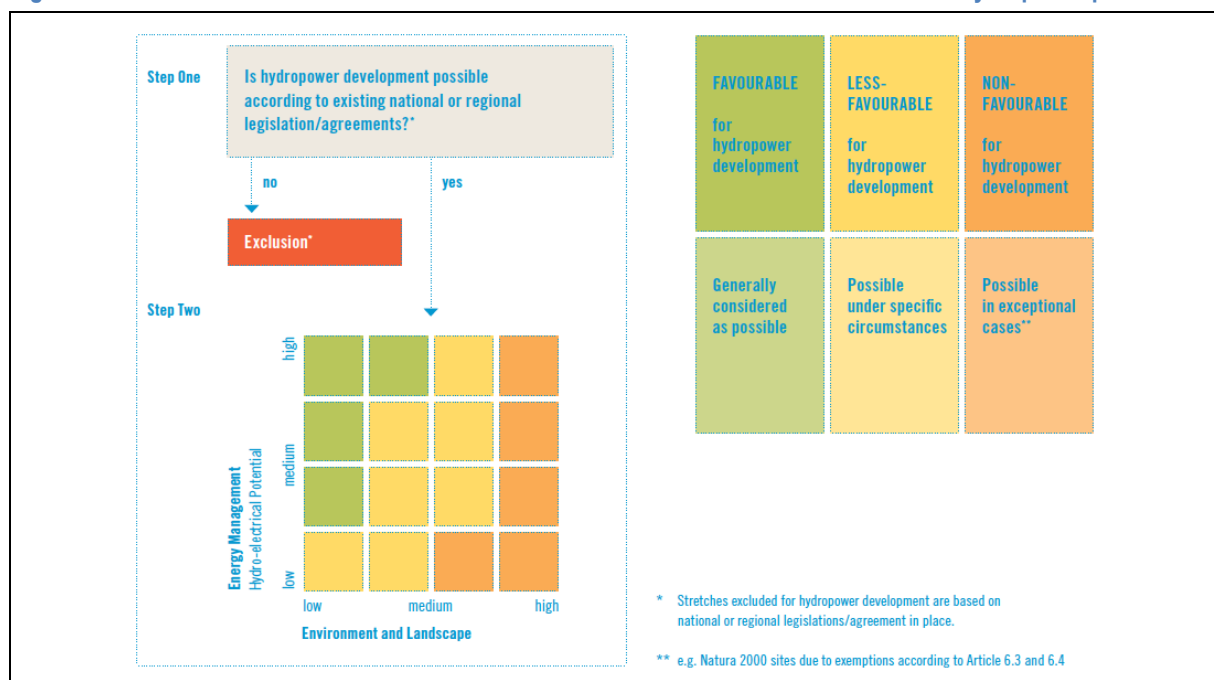 Step One
Is hydropower development possible
according to existing national or regional
legislation/agreements?*
no
yes
Exclusion*
Step Two
high
medium
low
Energy Management
Hydro-electrical Potential
low
medium
high
Environment and Landscape
FAVOURABLE
for
hydropower
development
LESS-
FAVOURABLE
for
hydropower
development
NON-
FAVOURABLE
for
hydropower
development
Generally
considered
as possible
Possible
under specific
circumstances
Possible
in exceptional
cases**
* Stretches excluded for hydropower development are based on
national or regional legislations/agreement in place.
** e.g. Natura 2000 sites due to exemptions according to Article 6.3 and 6.4